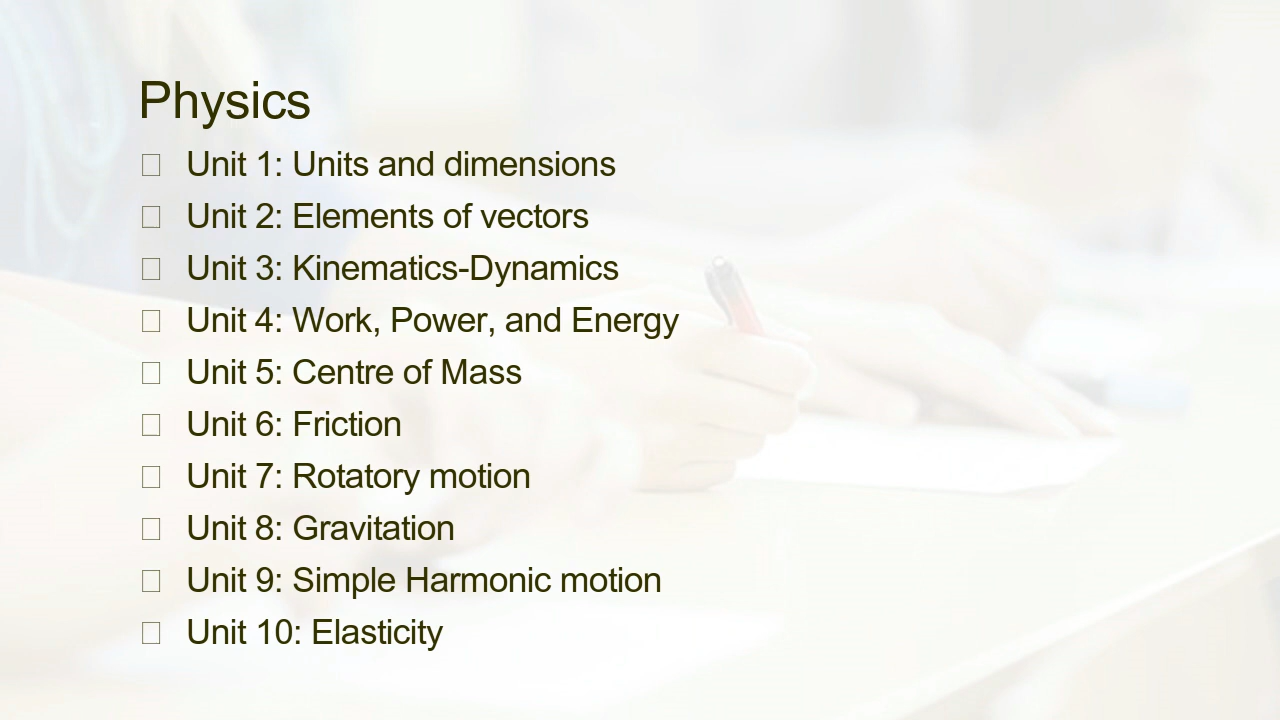 Physics
Unit 1: Units and dimensions
Unit 2: Elements of vectors
Unit 3: Kinematics-Dynamics
Unit 4: Work, Power, and Energy
Unit 5: Centre of Mass
Unit 6: Friction
Unit 7: Rotatory motion
Unit 8: Gravitation
Unit 9: Simple Harmonic motion
Unit 10: Elasticity